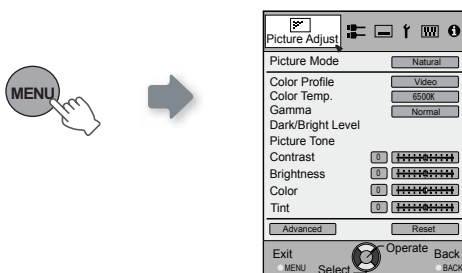 MENU
Picture Adjust
Picture Mode Natural
Color Profile Video
Color Temp. 6500K
Gamma Normal
Dark/Bright Level
Picture Tone
Contrast 0
Brightness 0
Color 0
Tint 0
Advanced Reset
Exit Operate Back
MENU Select BACK